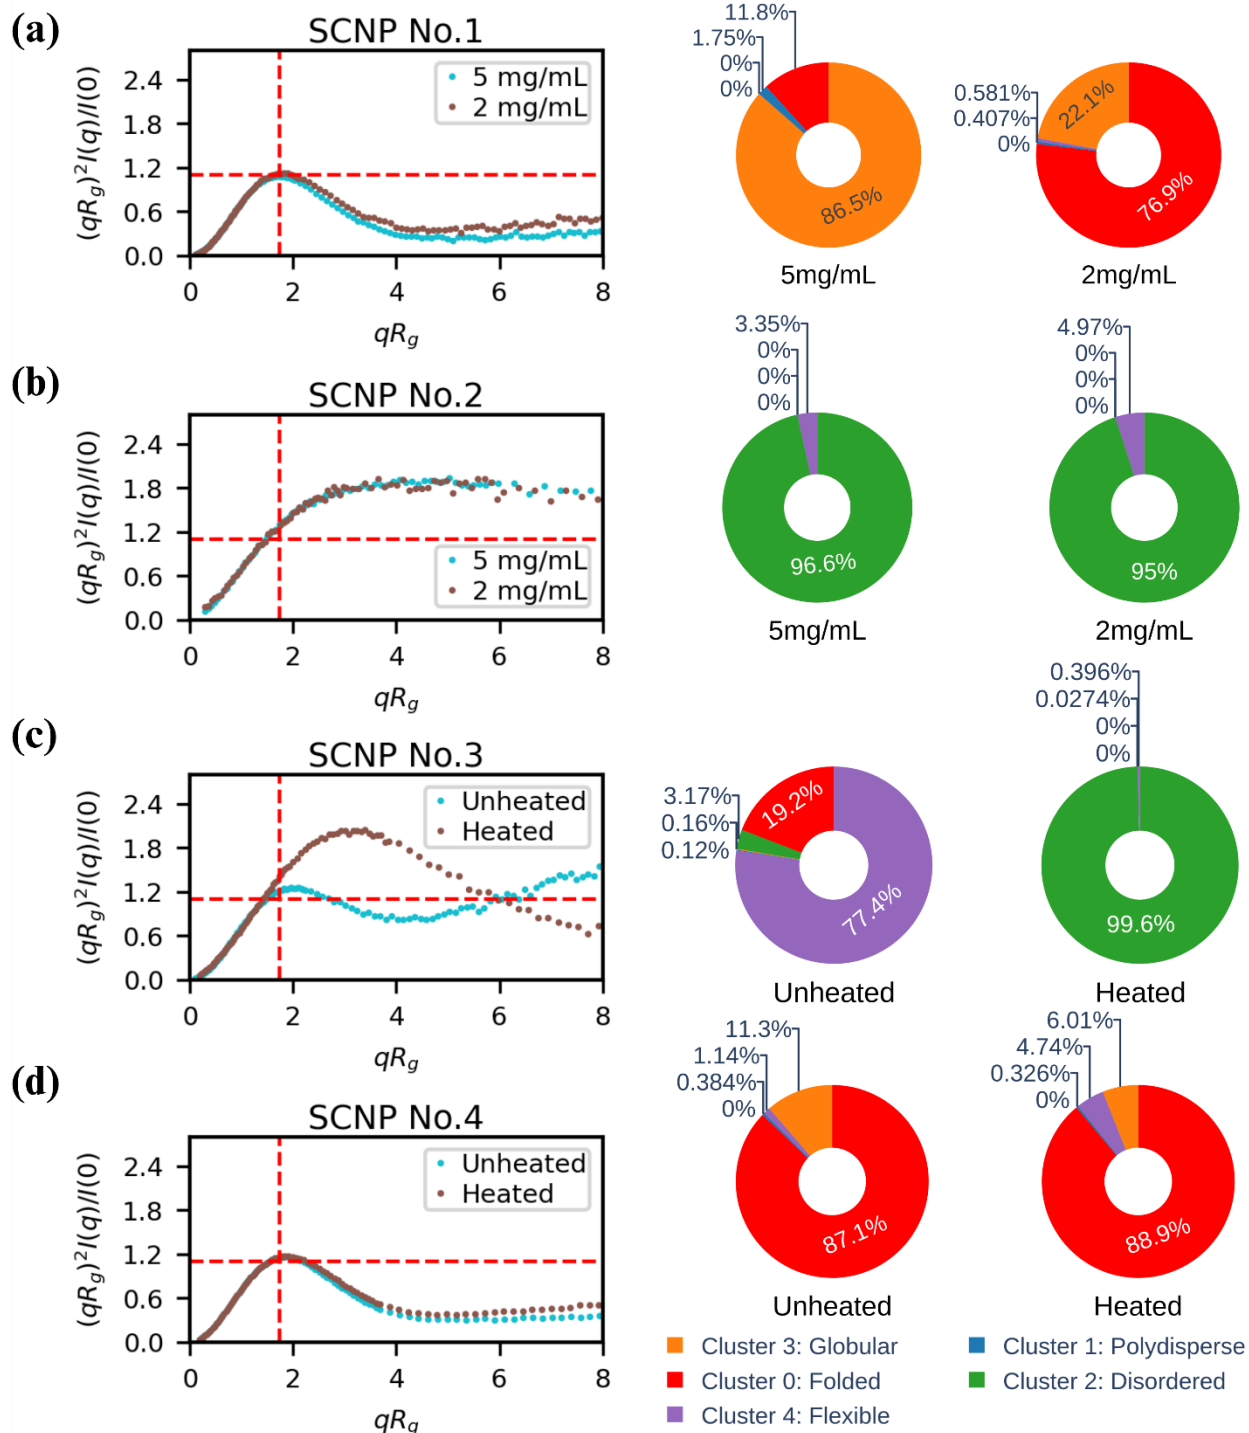 (a)
SCNP No.1
5 mg/mL
2 mg/mL
(qR_g)^2I(q)/I(0)
2.4
1.8
1.2
0.6
0.0
0 2 4 6 8
qR_g
11.8%
1.75%
0%
0%
86.5%
5mg/mL
0.581%
0.407%
0%
22.1%
76.9%
2mg/mL
(b)
SCNP No.2
5 mg/mL
2 mg/mL
(qR_g)^2I(q)/I(0)
2.4
1.8
1.2
0.6
0.0
0 2 4 6 8
qR_g
3.35%
0%
0%
0%
96.6%
5mg/mL
4.97%
0%
0%
0%
95%
2mg/mL
(c)
SCNP No.3
Unheated
Heated
(qR_g)^2I(q)/I(0)
2.4
1.8
1.2
0.6
0.0
0 2 4 6 8
qR_g
3.17%
0.16%
0.12%
19.2%
77.4%
Unheated
0.396%
0.0274%
0%
0%
99.6%
Heated
(d)
SCNP No.4
Unheated
Heated
(qR_g)^2I(q)/I(0)
2.4
1.8
1.2
0.6
0.0
0 2 4 6 8
qR_g
11.3%
1.14%
0.384%
0%
87.1%
Unheated
6.01%
4.74%
0.326%
0%
88.9%
Heated
Cluster 3: Globular
Cluster 0: Folded
Cluster 4: Flexible
Cluster 1: Polydisperse
Cluster 2: Disordered